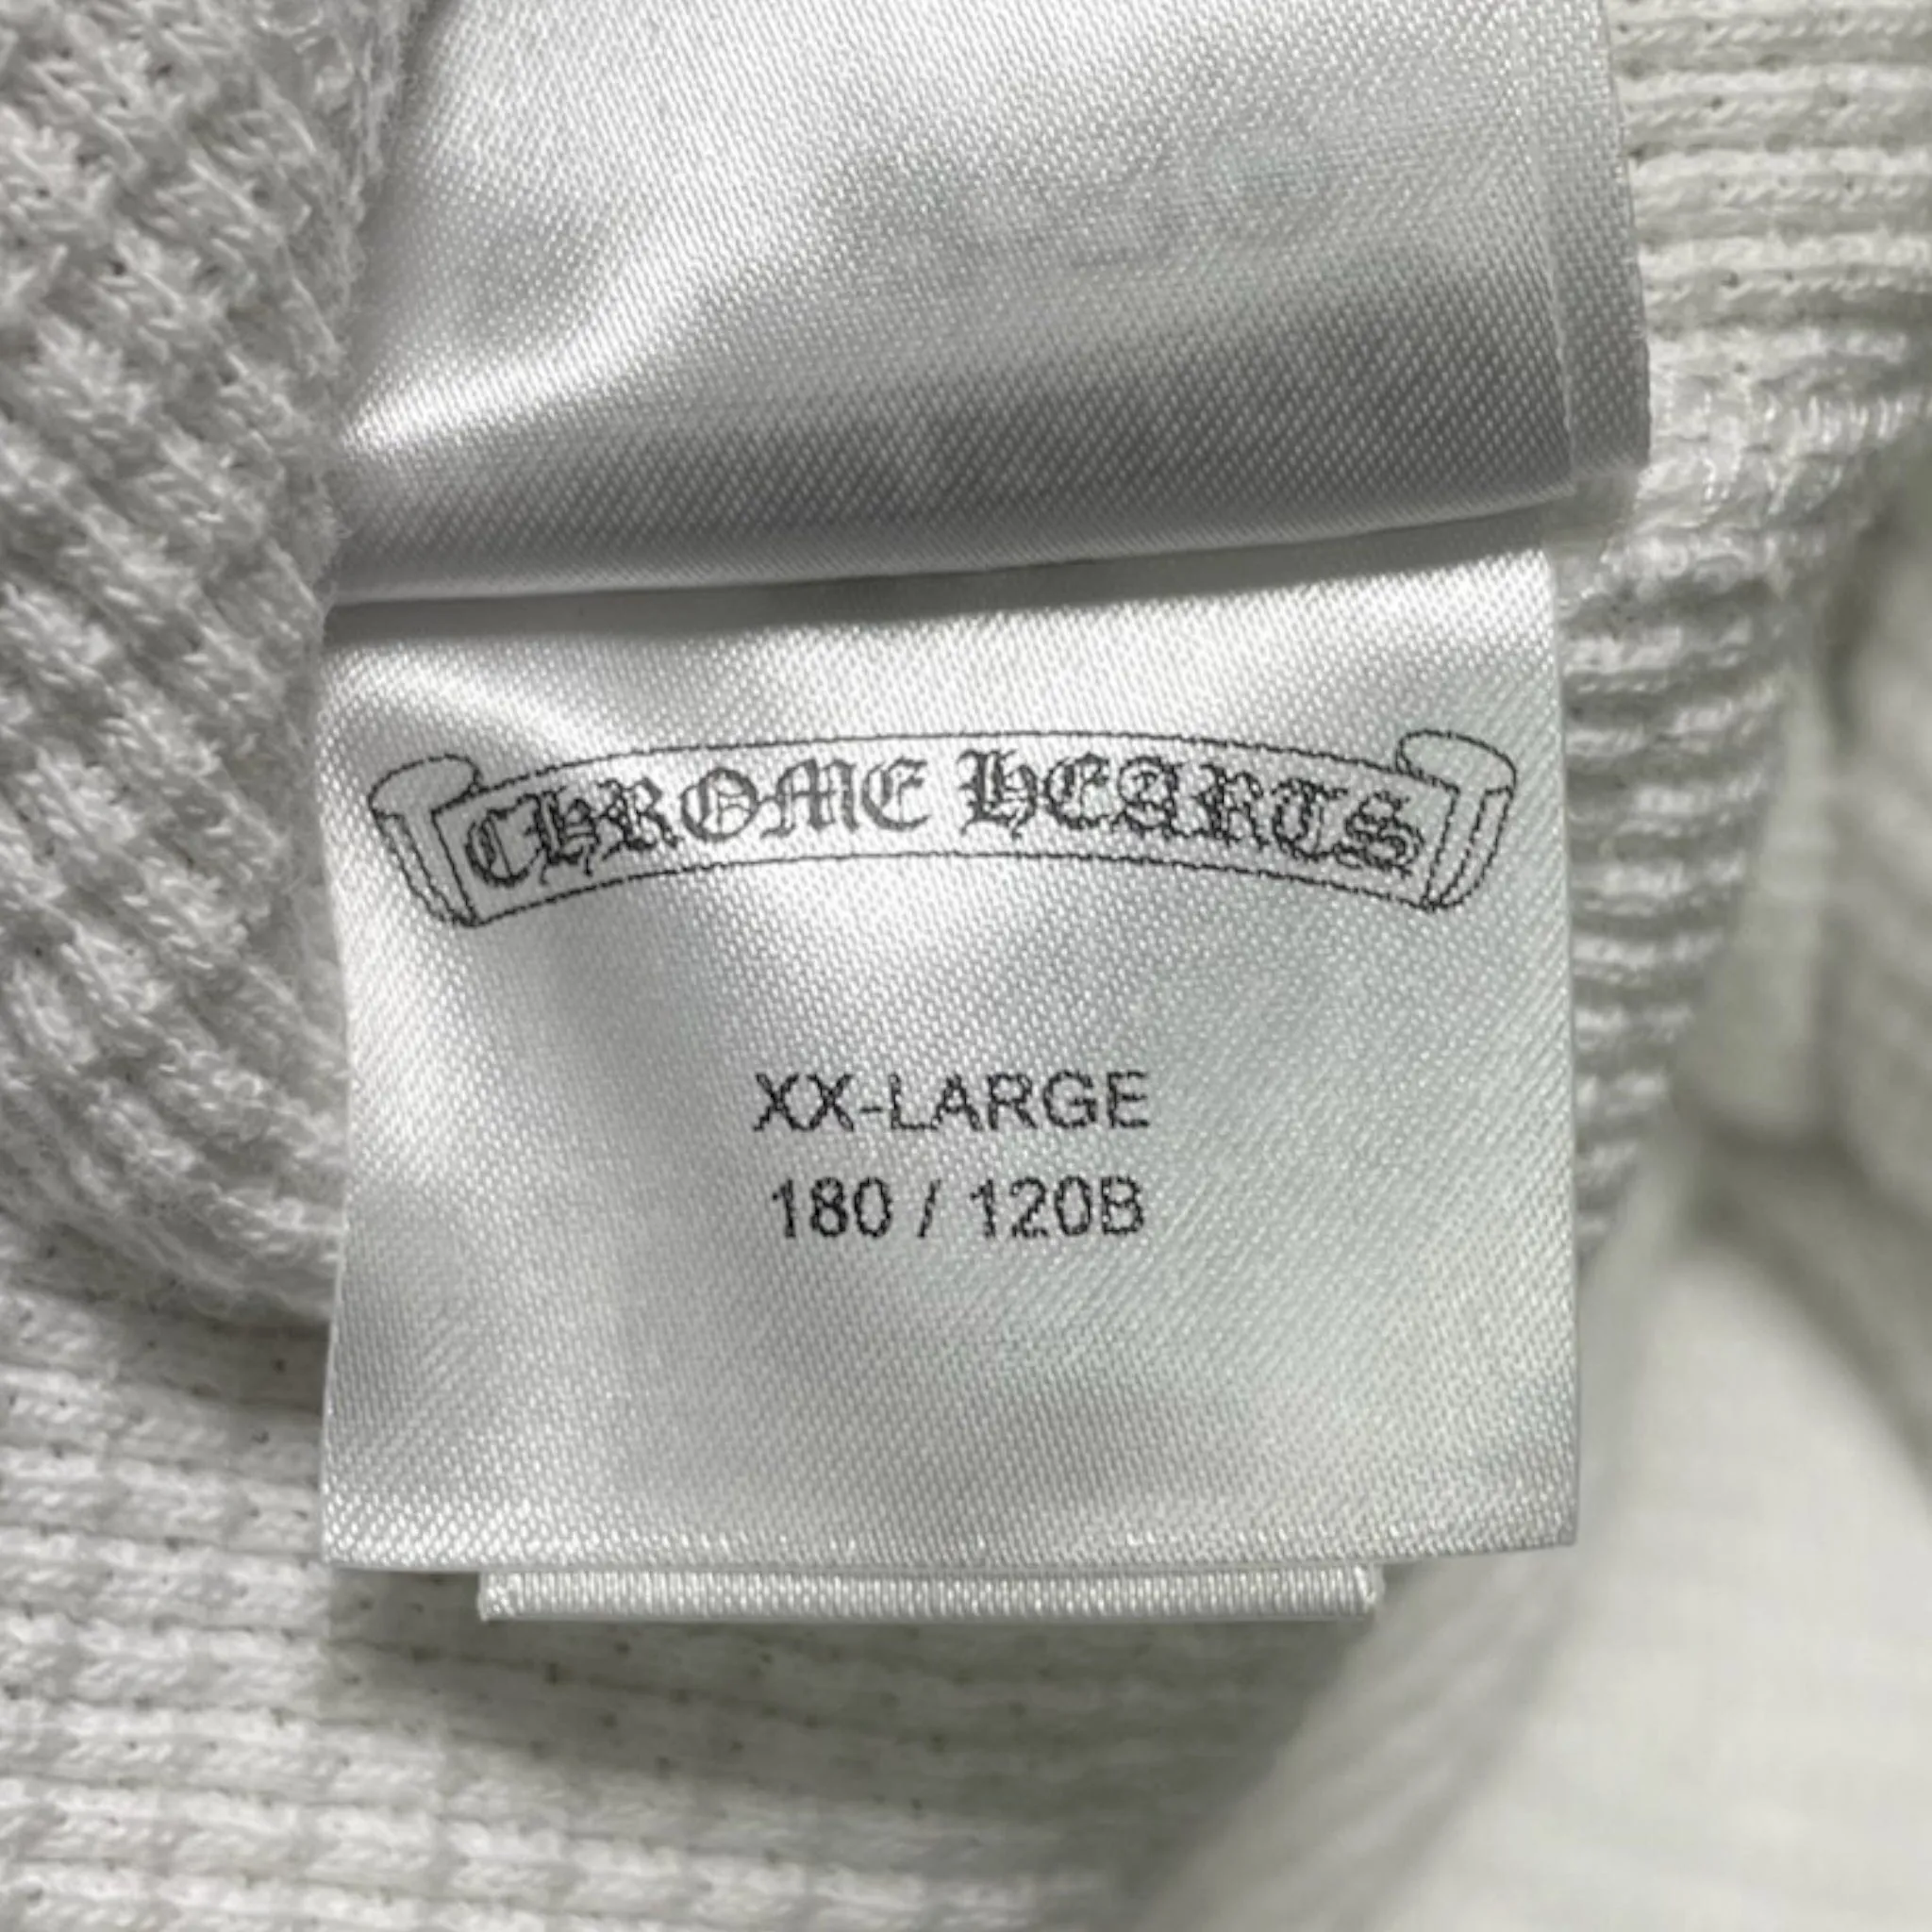 CHROME HEARTS
XX-LARGE
180 / 120B